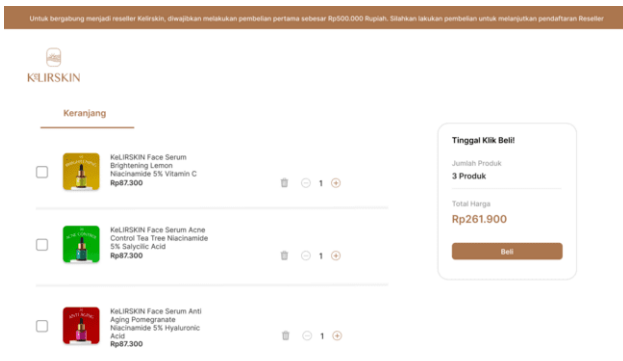 Untuk bergabung menjadi reseller Kelirskin, diwajibkan melakukan pembelian pertama sebesar Rp500.000 Rupiah. Silahkan lakukan pembelian untuk melanjutkan pendaftaran Reseller
KELIRSKIN
Keranjang
KeLIRSKIN Face Serum
Brightening Lemon
Niacinamide 5% Vitamin C
Rp87.300
1
KeLIRSKIN Face Serum Acne
Control Tea Tree Niacinamide
5% Salycilic Acid
Rp87.300
1
KeLIRSKIN Face Serum Anti
Aging Pomegranate
Niacinamide 5% Hyaluronic
Acid
Rp87.300
1
Tinggal Klik Beli!
Jumlah Produk
3 Produk
Total Harga
Rp261.900
Beli